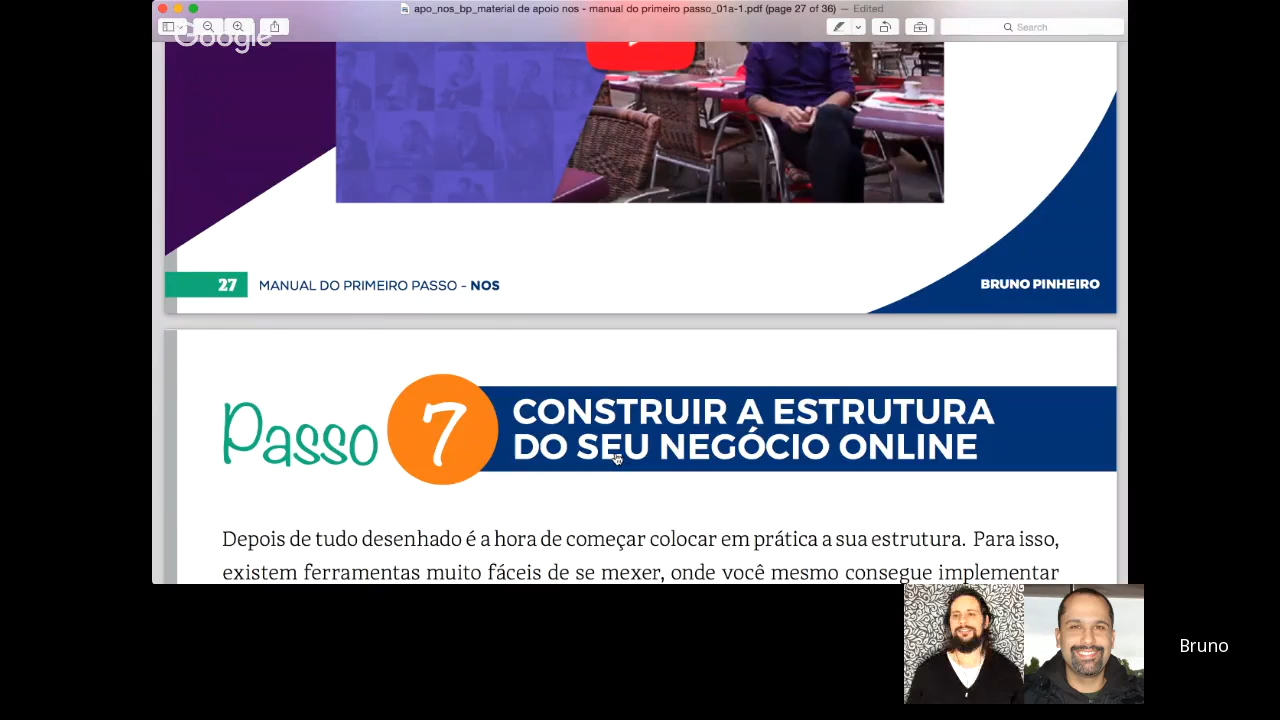 apo_nos_bp_material de apoio nos - manual do primeiro passo_01a-1.pdf (page 27 of 36) — Edited
Google
Search
27 MANUAL DO PRIMEIRO PASSO - NOS
BRUNO PINHEIRO
Passo 7
CONSTRUIR A ESTRUTURA
DO SEU NEGÓCIO ONLINE
Depois de tudo desenhado é a hora de começar colocar em prática a sua estrutura. Para isso,
existem ferramentas muito fáceis de se mexer, onde você mesmo consegue implementar
Bruno